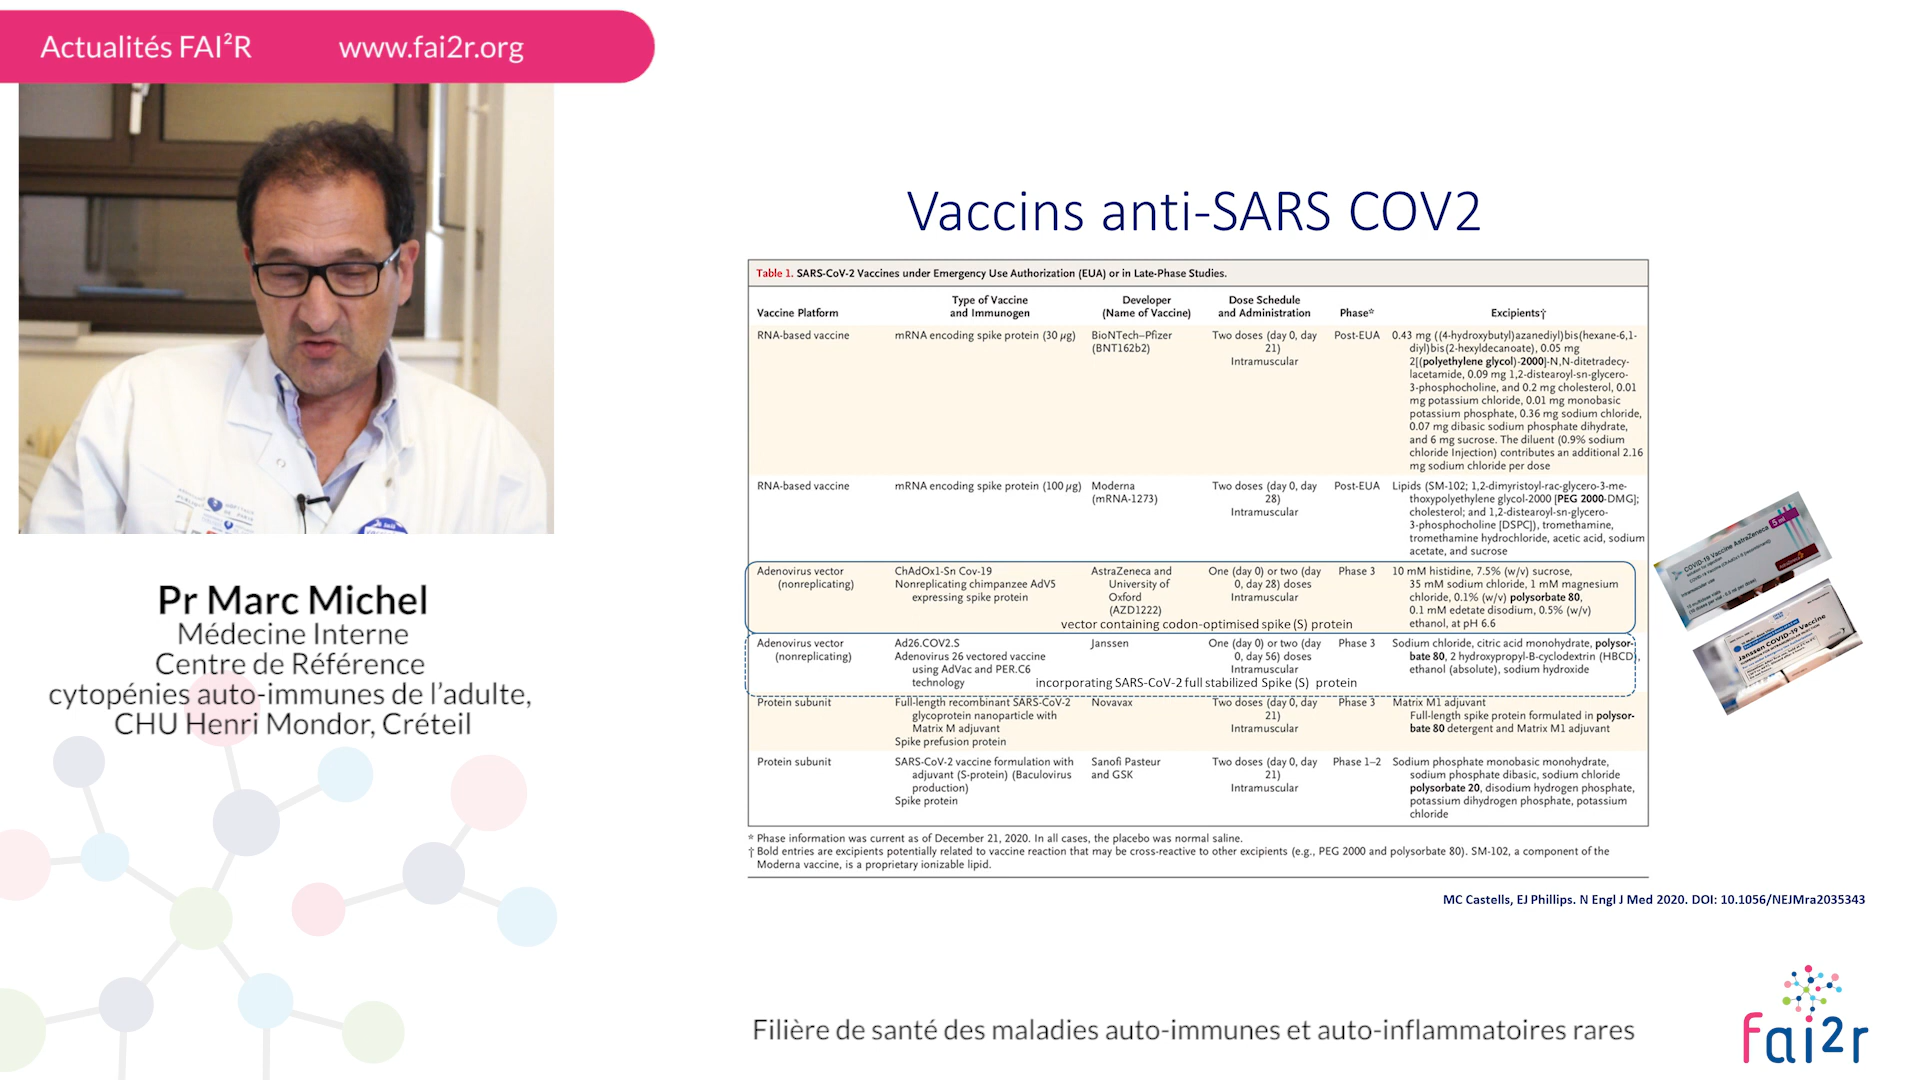 Actualités FAI²R www.fai2r.org
Pr Marc Michel
Médecine Interne
Centre de Référence
cytopénies auto-immunes de l’adulte,
CHU Henri Mondor, Créteil
Vaccins anti-SARS COV2
Table 1. SARS-CoV-2 Vaccines under Emergency Use Authorization (EUA) or in Late-Phase Studies.
Vaccine Platform
Type of Vaccine
and Immunogen
Developer
(Name of Vaccine)
Dose Schedule
and Administration
Phase*
Excipients†
RNA-based vaccine
mRNA encoding spike protein (30 μg)
BioNTech–Pfizer
(BNT162b2)
Two doses (day 0, day
21)
Intramuscular
Post-EUA
0.43 mg ((4-hydroxybutyl)azanediyl)bis(hexane-6,1-
diyl)bis(2-hexyldecanoate), 0.05 mg
2[(polyethylene glycol)-2000]-N,N-ditetradecy-
lacetamide, 0.09 mg 1,2-distearoyl-sn-glycero-
3-phosphocholine, and 0.2 mg cholesterol, 0.01
mg potassium chloride, 0.01 mg monobasic
potassium phosphate, 0.36 mg sodium chloride,
0.07 mg dibasic sodium phosphate dihydrate,
and 6 mg sucrose. The diluent (0.9% sodium
chloride Injection) contributes an additional 2.16
mg sodium chloride per dose
RNA-based vaccine
mRNA encoding spike protein (100 μg)
Moderna
(mRNA-1273)
Two doses (day 0, day
28)
Intramuscular
Post-EUA
Lipids (SM-102; 1,2-dimyristoyl-rac-glycero-3-me-
thoxypolyethylene glycol-2000 [PEG 2000-DMG];
cholesterol; and 1,2-distearoyl-sn-glycero-
3-phosphocholine [DSPC]), tromethamine,
tromethamine hydrochloride, acetic acid, sodium
acetate, and sucrose
Adenovirus vector
(nonreplicating)
ChAdOx1-Sn Cov-19
Nonreplicating chimpanzee AdV5
expressing spike protein
AstraZeneca and
University of
Oxford
(AZD1222)
One (day 0) or two (day
0, day 28) doses
Intramuscular
Phase 3
10 mM histidine, 7.5% (w/v) sucrose,
35 mM sodium chloride, 1 mM magnesium
chloride, 0.1% (w/v) polysorbate 80,
0.1 mM edetate disodium, 0.5% (w/v)
ethanol, at pH 6.6
vector containing codon-optimised spike (S) protein
Adenovirus vector
(nonreplicating)
Ad26.COV2.S
Adenovirus 26 vectored vaccine
using AdVac and PER.C6
technology
Janssen
One (day 0) or two (day
0, day 56) doses
Intramuscular
Phase 3
Sodium chloride, citric acid monohydrate, polysor-
bate 80, 2 hydroxypropyl-B-cyclodextrin (HBCD),
ethanol (absolute), sodium hydroxide
incorporating SARS-CoV-2 full stabilized Spike (S) protein
Protein subunit
Full-length recombinant SARS-CoV-2
glycoprotein nanoparticle with
Matrix M adjuvant
Spike prefusion protein
Novavax
Two doses (day 0, day
21)
Intramuscular
Phase 3
Matrix M1 adjuvant
Full-length spike protein formulated in polysor-
bate 80 detergent and Matrix M1 adjuvant
Protein subunit
SARS-CoV-2 vaccine formulation with
adjuvant (S-protein) (Baculovirus
production)
Spike protein
Sanofi Pasteur
and GSK
Two doses (day 0, day
21)
Intramuscular
Phase 1–2
Sodium phosphate monobasic monohydrate,
sodium phosphate dibasic, sodium chloride
polysorbate 20, disodium hydrogen phosphate,
potassium dihydrogen phosphate, potassium
chloride
* Phase information was current as of December 21, 2020. In all cases, the placebo was normal saline.
† Bold entries are excipients potentially related to vaccine reaction that may be cross-reactive to other excipients (e.g., PEG 2000 and polysorbate 80). SM-102, a component of the
Moderna vaccine, is a proprietary ionizable lipid.
COVID-19 Vaccine AstraZeneca
5 ml
Janssen COVID-19 Vaccine
MC Castells, EJ Phillips. N Engl J Med 2020. DOI: 10.1056/NEJMra2035343
Filière de santé des maladies auto-immunes et auto-inflammatoires rares
fai2r